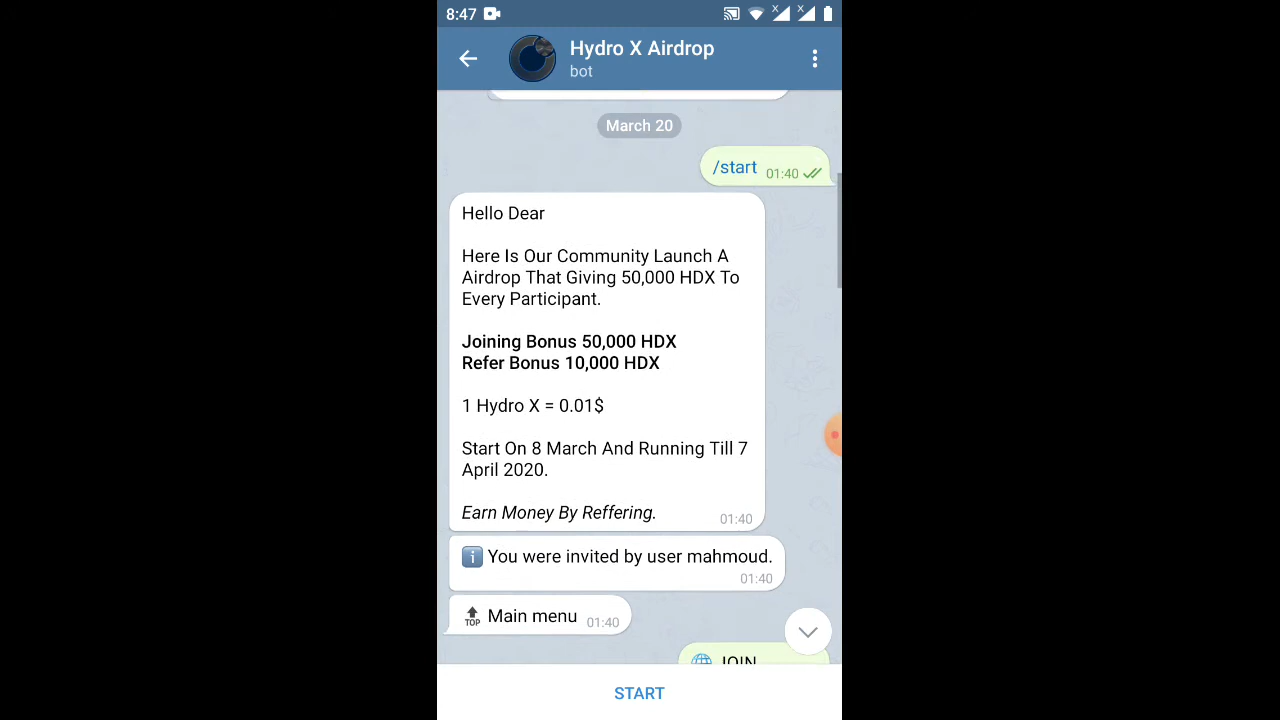 8:47
Hydro X Airdrop
bot
March 20
/start 01:40
Hello Dear
Here Is Our Community Launch A
Airdrop That Giving 50,000 HDX To
Every Participant.
Joining Bonus 50,000 HDX
Refer Bonus 10,000 HDX
1 Hydro X = 0.01$
Start On 8 March And Running Till 7
April 2020.
Earn Money By Reffering.
01:40
You were invited by user mahmoud.
01:40
TOP Main menu 01:40
JOIN
START